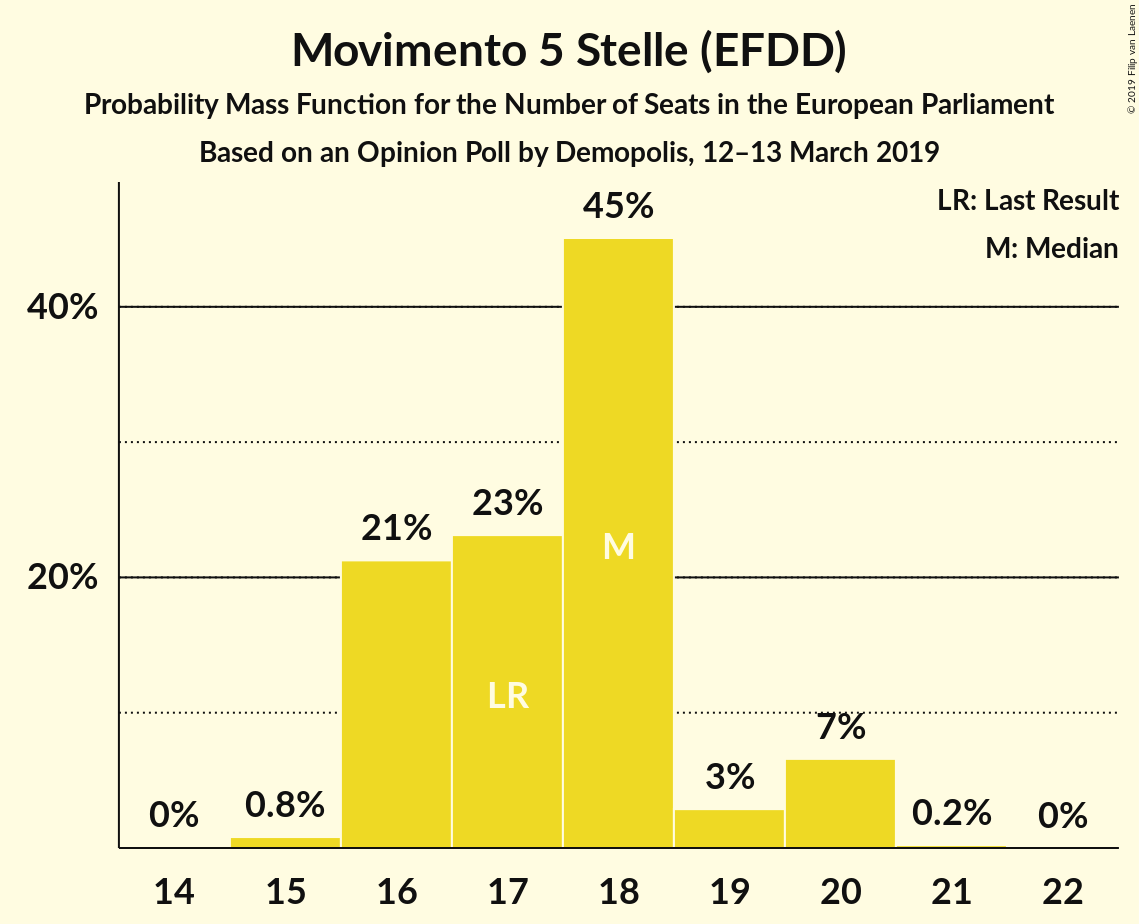 Movimento 5 Stelle (EFDD)
Probability Mass Function for the Number of Seats in the European Parliament
Based on an Opinion Poll by Demopolis, 12–13 March 2019
© 2019 Filip van Laenen
LR: Last Result
M: Median
45%
40%
23%
21%
M
20%
LR
7%
3%
0.8%
0.2%
0%
0%
14 15 16 17 18 19 20 21 22